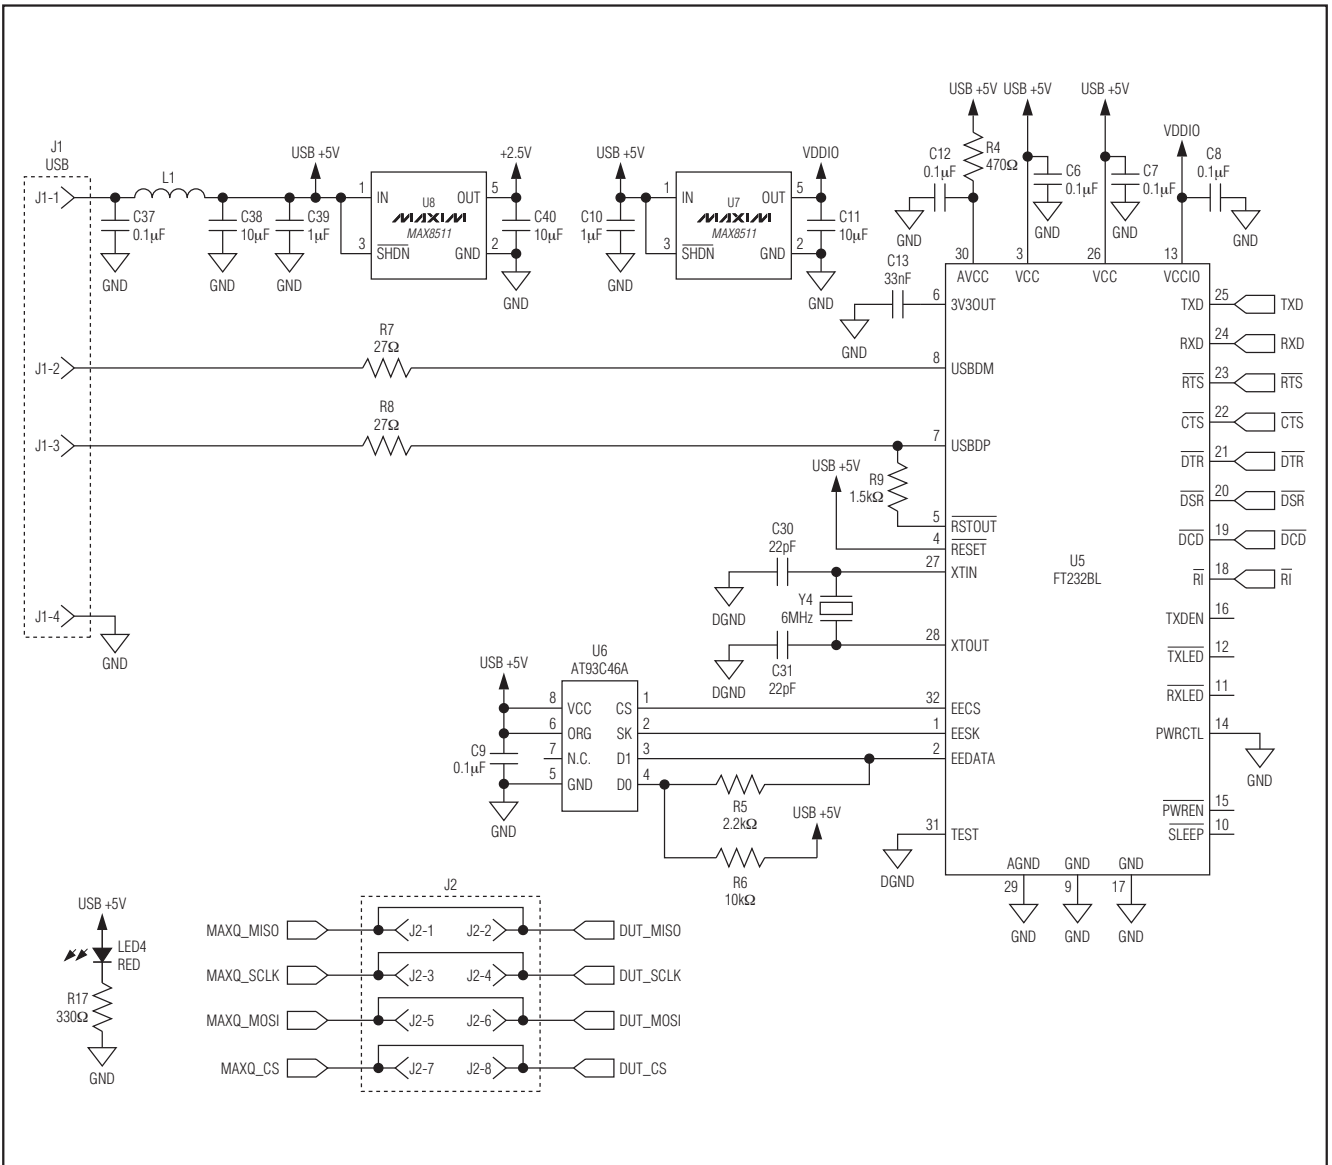 J1
USB
J1-1
L1
C37
0.1µF
GND
C38
10µF
GND
C39
1µF
GND
USB +5V
1
3
IN
SHDN
U8
MAXIM
MAX8511
OUT
GND
5
2
+2.5V
C40
10µF
GND
USB +5V
C10
1µF
GND
1
3
IN
SHDN
U7
MAXIM
MAX8511
OUT
GND
5
2
VDDIO
C11
10µF
GND
USB +5V
R4
470Ω
C12
0.1µF
GND
USB +5V
C6
0.1µF
GND
USB +5V
C7
0.1µF
GND
VDDIO
C8
0.1µF
GND
30
AVCC
3
VCC
26
VCC
13
VCCIO
C13
33nF
GND
6
3V3OUT
J1-2
R7
27Ω
8
USBDM
J1-3
R8
27Ω
7
USBDP
USB +5V
R9
1.5kΩ
5
RSTOUT
4
RESET
J1-4
GND
C30
22pF
DGND
27
XTIN
Y4
6MHz
C31
22pF
DGND
28
XTOUT
U5
FT232BL
TXD 25 TXD
RXD 24 RXD
RTS 23 RTS
CTS 22 CTS
DTR 21 DTR
DSR 20 DSR
DCD 19 DCD
RI 18 RI
TXDEN 16
TXLED 12
RXLED 11
PWRCTL 14
GND
PWREN 15
SLEEP 10
USB +5V
C9
0.1µF
GND
U6
AT93C46A
8 VCC CS 1
6 ORG SK 2
7 N.C. D1 3
5 GND D0 4
32 EECS
1 EESK
2 EEDATA
R5
2.2kΩ
R6
10kΩ
USB +5V
31 TEST
DGND
AGND GND GND
29 9 17
GND GND GND
USB +5V
LED4
RED
R17
330Ω
GND
J2
MAXQ_MISO J2-1 J2-2 DUT_MISO
MAXQ_SCLK J2-3 J2-4 DUT_SCLK
MAXQ_MOSI J2-5 J2-6 DUT_MOSI
MAXQ_CS J2-7 J2-8 DUT_CS